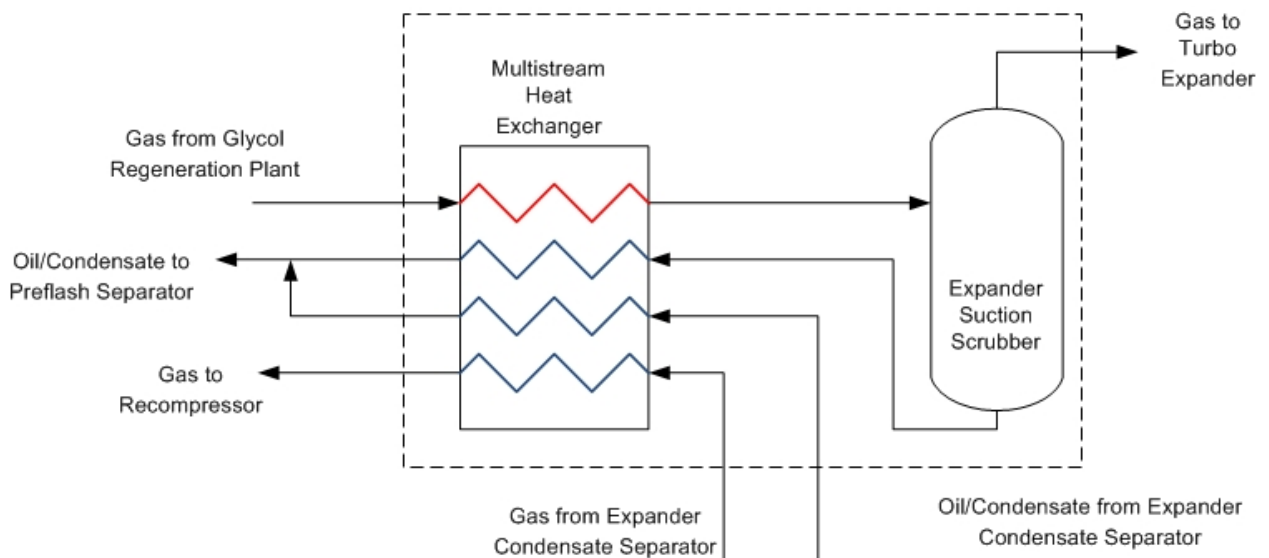 Gas to
Turbo
Expander
Multistream
Heat
Exchanger
Gas from Glycol
Regeneration Plant
Oil/Condensate to
Preflash Separator
Expander
Suction
Scrubber
Gas to
Recompressor
Gas from Expander
Condensate Separator
Oil/Condensate from Expander
Condensate Separator